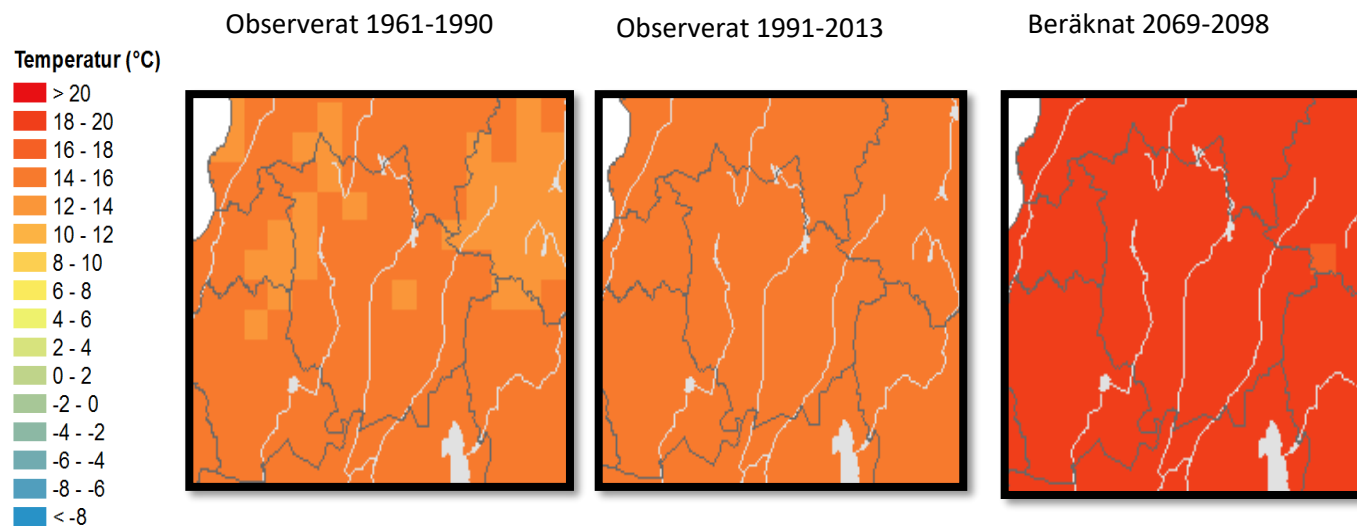 Observerat 1961-1990
Observerat 1991-2013
Beräknat 2069-2098
Temperatur (°C)
> 20
18 - 20
16 - 18
14 - 16
12 - 14
10 - 12
8 - 10
6 - 8
4 - 6
2 - 4
0 - 2
-2 - 0
-4 - -2
-6 - -4
-8 - -6
< -8